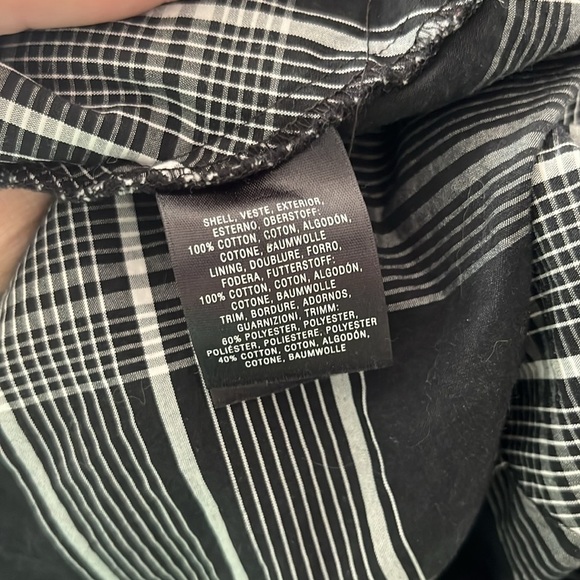 SHELL, VESTE, EXTERIOR,
ESTERNO, OBERSTOFF:
100% COTTON, COTON, ALGODÓN,
COTONE, BAUMWOLLE
LINING, DOUBLURE, FORRO,
FODERA, FUTTERSTOFF:
100% COTTON, COTON, ALGODÓN,
COTONE, BAUMWOLLE
TRIM, BORDURE, ADORNOS,
GUARNIZIONI, TRIMM:
60% POLYESTER, POLYESTER,
POLIÉSTER, POLIESTERE, POLYESTER
40% COTTON, COTON, ALGODÓN,
COTONE, BAUMWOLLE